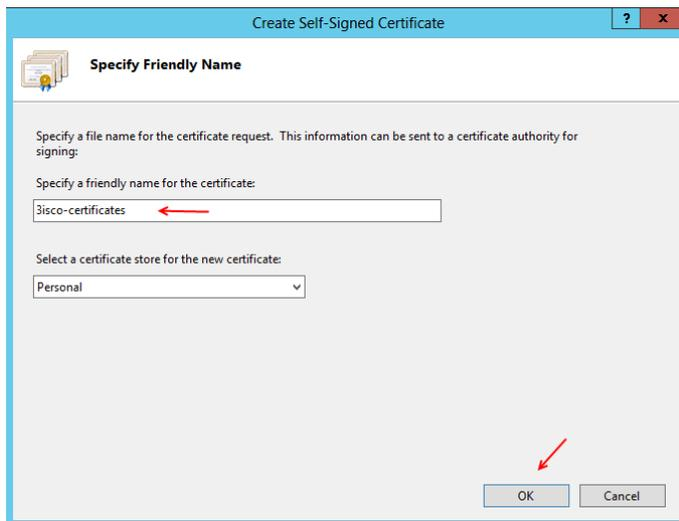 Create Self-Signed Certificate
? x
Specify Friendly Name
Specify a file name for the certificate request. This information can be sent to a certificate authority for
signing:
Specify a friendly name for the certificate:
3isco-certificates
Select a certificate store for the new certificate:
Personal
OK Cancel